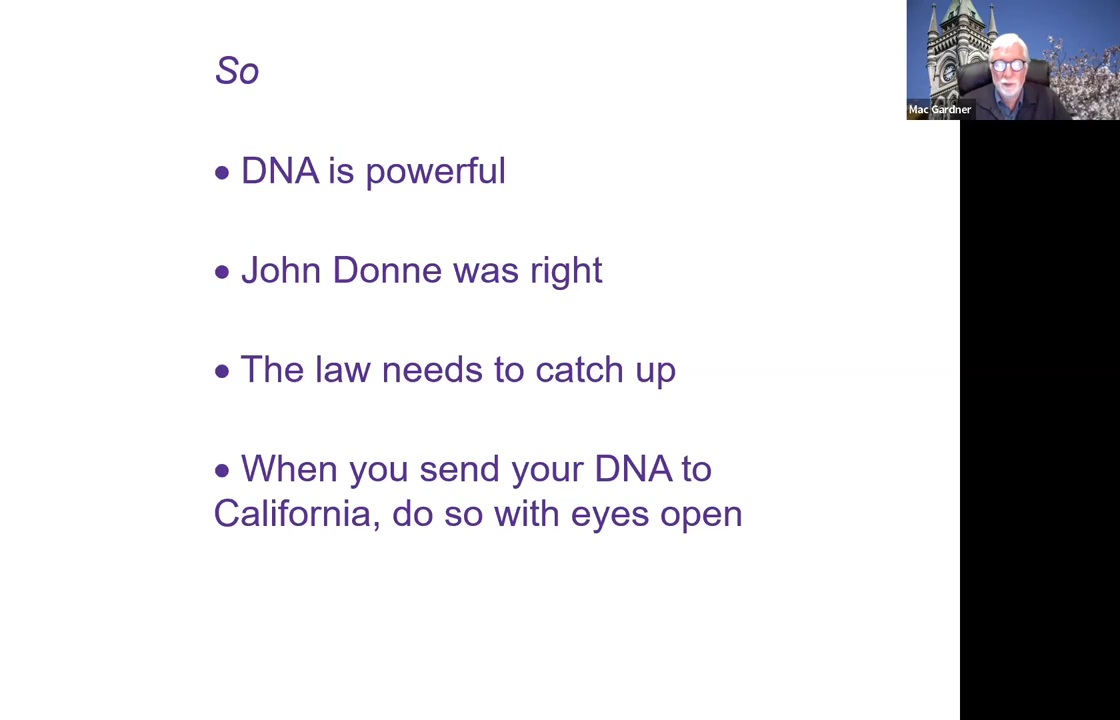 So
• DNA is powerful
• John Donne was right
• The law needs to catch up
• When you send your DNA to
California, do so with eyes open
Mac Gardner